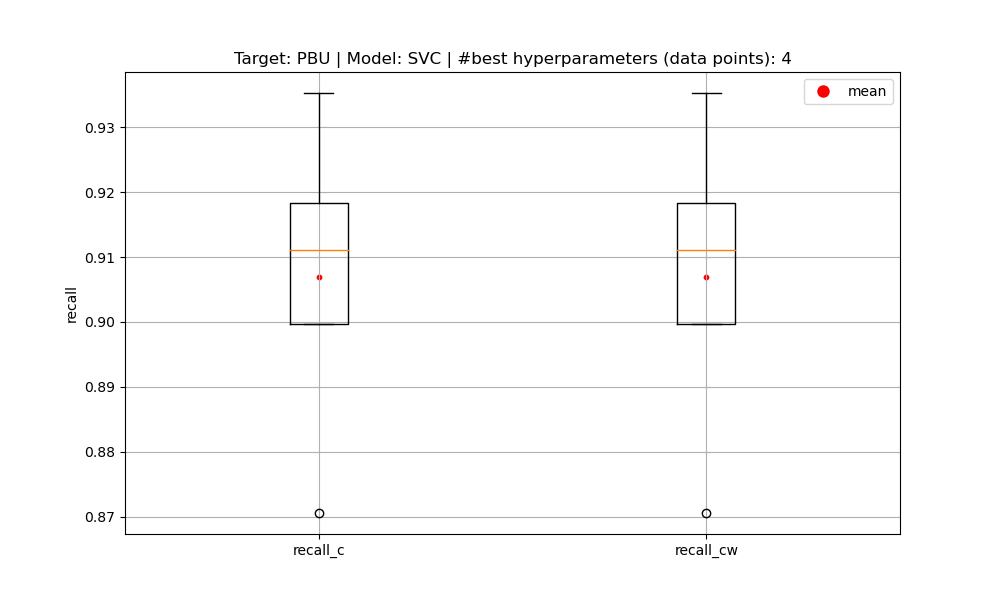 Target: PBU | Model: SVC | #best hyperparameters (data points): 4
mean
0.93
0.92
0.91
0.90
0.89
0.88
0.87
recall
recall_c
recall_cw